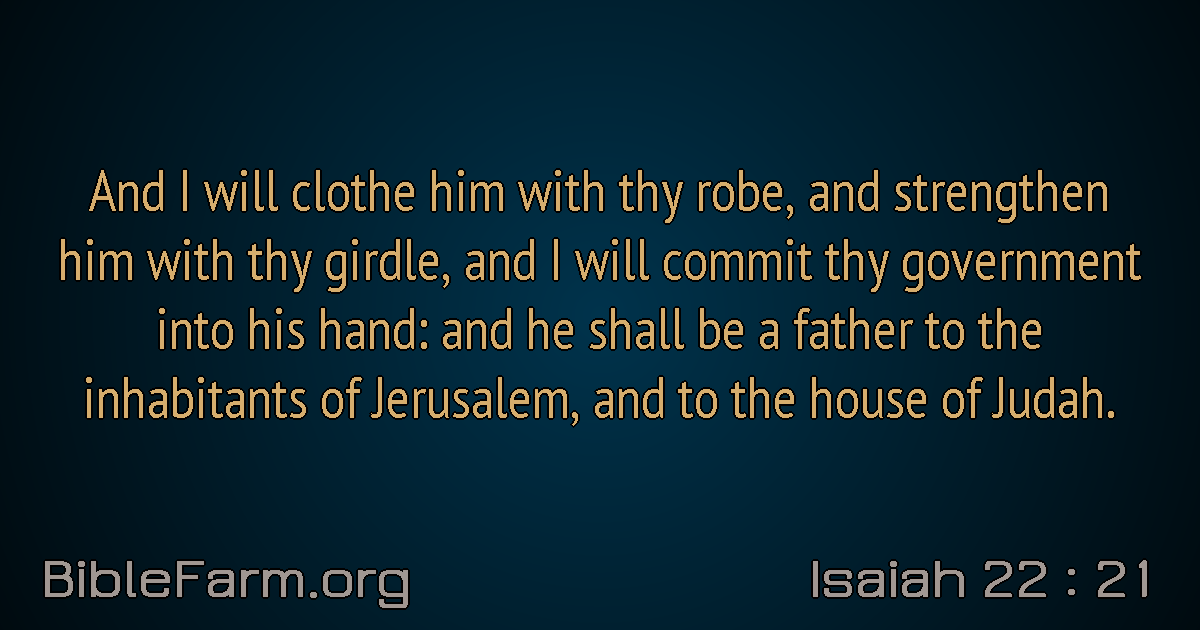 And I will clothe him with thy robe, and strengthen
him with thy girdle, and I will commit thy government
into his hand: and he shall be a father to the
inhabitants of Jerusalem, and to the house of Judah.
BibleFarm.org
Isaiah 22 : 21